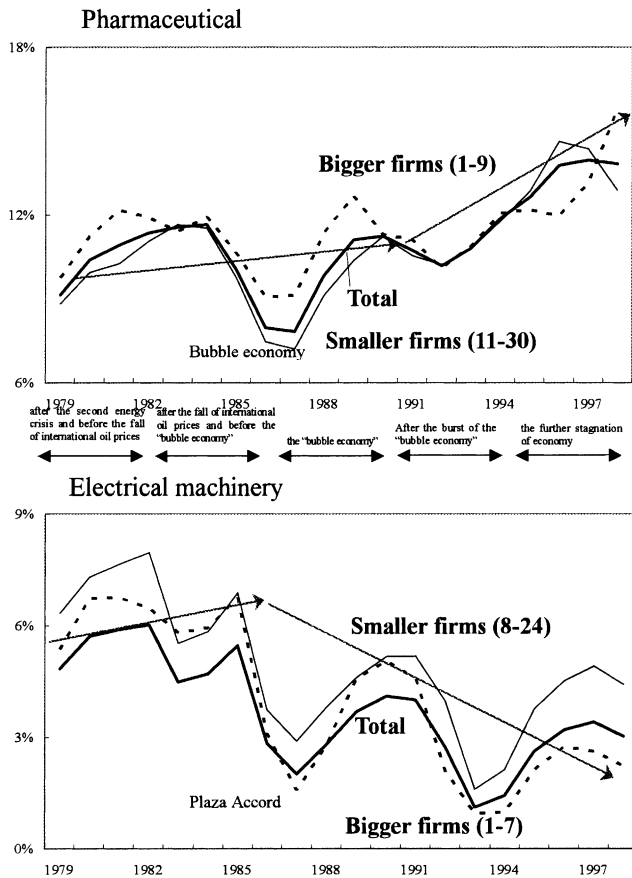 Pharmaceutical
18%
Bigger firms (1-9)
12%
Total
Smaller firms (11-30)
Bubble economy
6%
1979 1982 1985 1988 1991 1994 1997
after the second energy
crisis and before the fall
of international oil prices
after the fall of international
oil prices and before the
"bubble economy"
the "bubble economy"
After the burst of the
"bubble economy"
the further stagnation
of economy
Electrical machinery
9%
Smaller firms (8-24)
6%
Total
3%
Plaza Accord
Bigger firms (1-7)
0%
1979 1982 1985 1988 1991 1994 1997